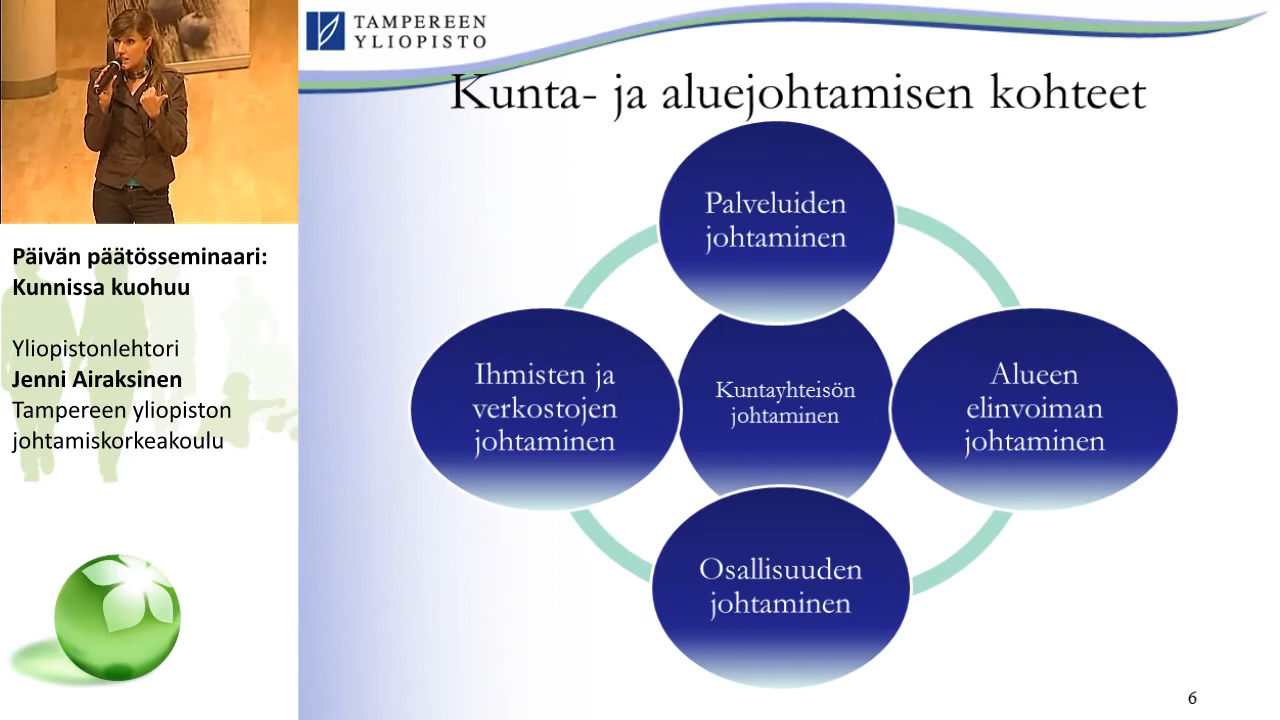 Päivän päätösseminaari:
Kunnissa kuohuu
Yliopistonlehtori
Jenni Airaksinen
Tampereen yliopiston
johtamiskorkeakoulu
TAMPEREEN
YLIOPISTO
Kunta- ja aluejohtamisen kohteet
Palveluiden
johtaminen
Ihmisten ja
verkostojen
johtaminen
Kuntayhteisön
johtaminen
Alueen
elinvoiman
johtaminen
Osallisuuden
johtaminen
6